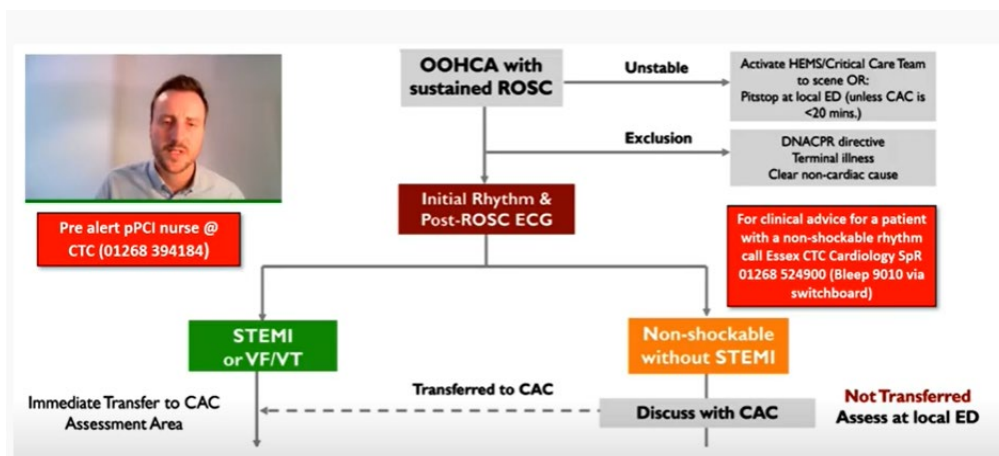 OOHCA with
sustained ROSC
Unstable
Activate HEMS/Critical Care Team
to scene OR:
Pitstop at local ED (unless CAC is
<20 mins.)
Exclusion
DNACPR directive
Terminal illness
Clear non-cardiac cause
Initial Rhythm &
Post-ROSC ECG
Pre alert pPCI nurse @
CTC (01268 394184)
For clinical advice for a patient
with a non-shockable rhythm
call Essex CTC Cardiology SpR
01268 524900 (Bleep 9010 via
switchboard)
STEMI
or VF/VT
Non-shockable
without STEMI
Immediate Transfer to CAC
Assessment Area
Transferred to CAC
Discuss with CAC
Not Transferred
Assess at local ED